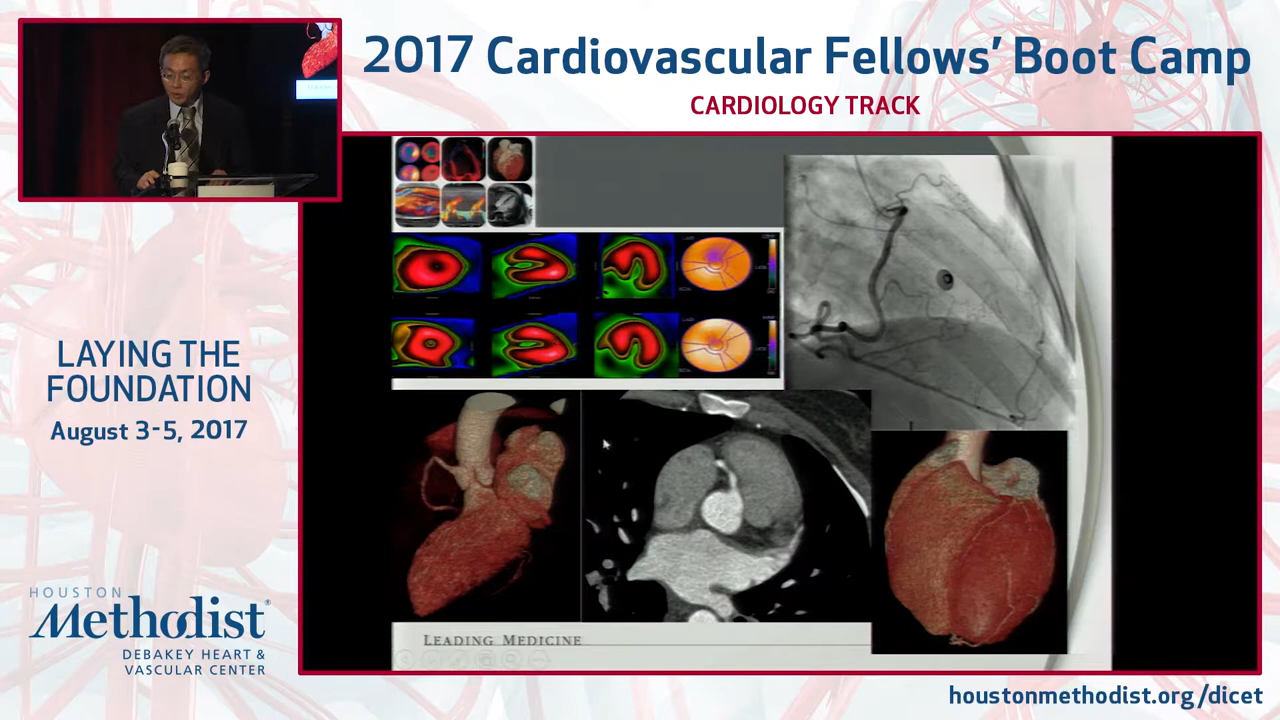 2017 Cardiovascular Fellows’ Boot Camp
CARDIOLOGY TRACK
LAYING THE
FOUNDATION
August 3-5, 2017
HOUSTON
Methodist®
DEBAKEY HEART &
VASCULAR CENTER
LEADING MEDICINE
houstonmethodist.org/dicet